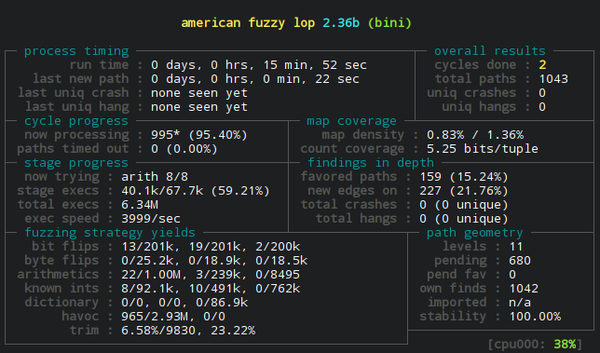 american fuzzy lop 2.36b (bini)
process timing
run time : 0 days, 0 hrs, 15 min, 52 sec
last new path : 0 days, 0 hrs, 0 min, 22 sec
last uniq crash : none seen yet
last uniq hang : none seen yet
overall results
cycles done : 2
total paths : 1043
uniq crashes : 0
uniq hangs : 0
cycle progress
now processing : 995* (95.40%)
paths timed out : 0 (0.00%)
map coverage
map density : 0.83% / 1.36%
count coverage : 5.25 bits/tuple
stage progress
now trying : arith 8/8
stage execs : 40.1k/67.7k (59.21%)
total execs : 6.34M
exec speed : 3999/sec
findings in depth
favored paths : 159 (15.24%)
new edges on : 227 (21.76%)
total crashes : 0 (0 unique)
total hangs : 0 (0 unique)
fuzzing strategy yields
bit flips : 13/201k, 19/201k, 2/200k
byte flips : 0/25.2k, 0/18.9k, 0/18.5k
arithmetics : 22/1.00M, 3/239k, 0/8495
known ints : 8/92.1k, 10/491k, 0/762k
dictionary : 0/0, 0/0, 0/86.9k
havoc : 965/2.93M, 0/0
trim : 6.58%/9830, 23.22%
path geometry
levels : 11
pending : 680
pend fav : 0
own finds : 1042
imported : n/a
stability : 100.00%
[cpu000: 38%]